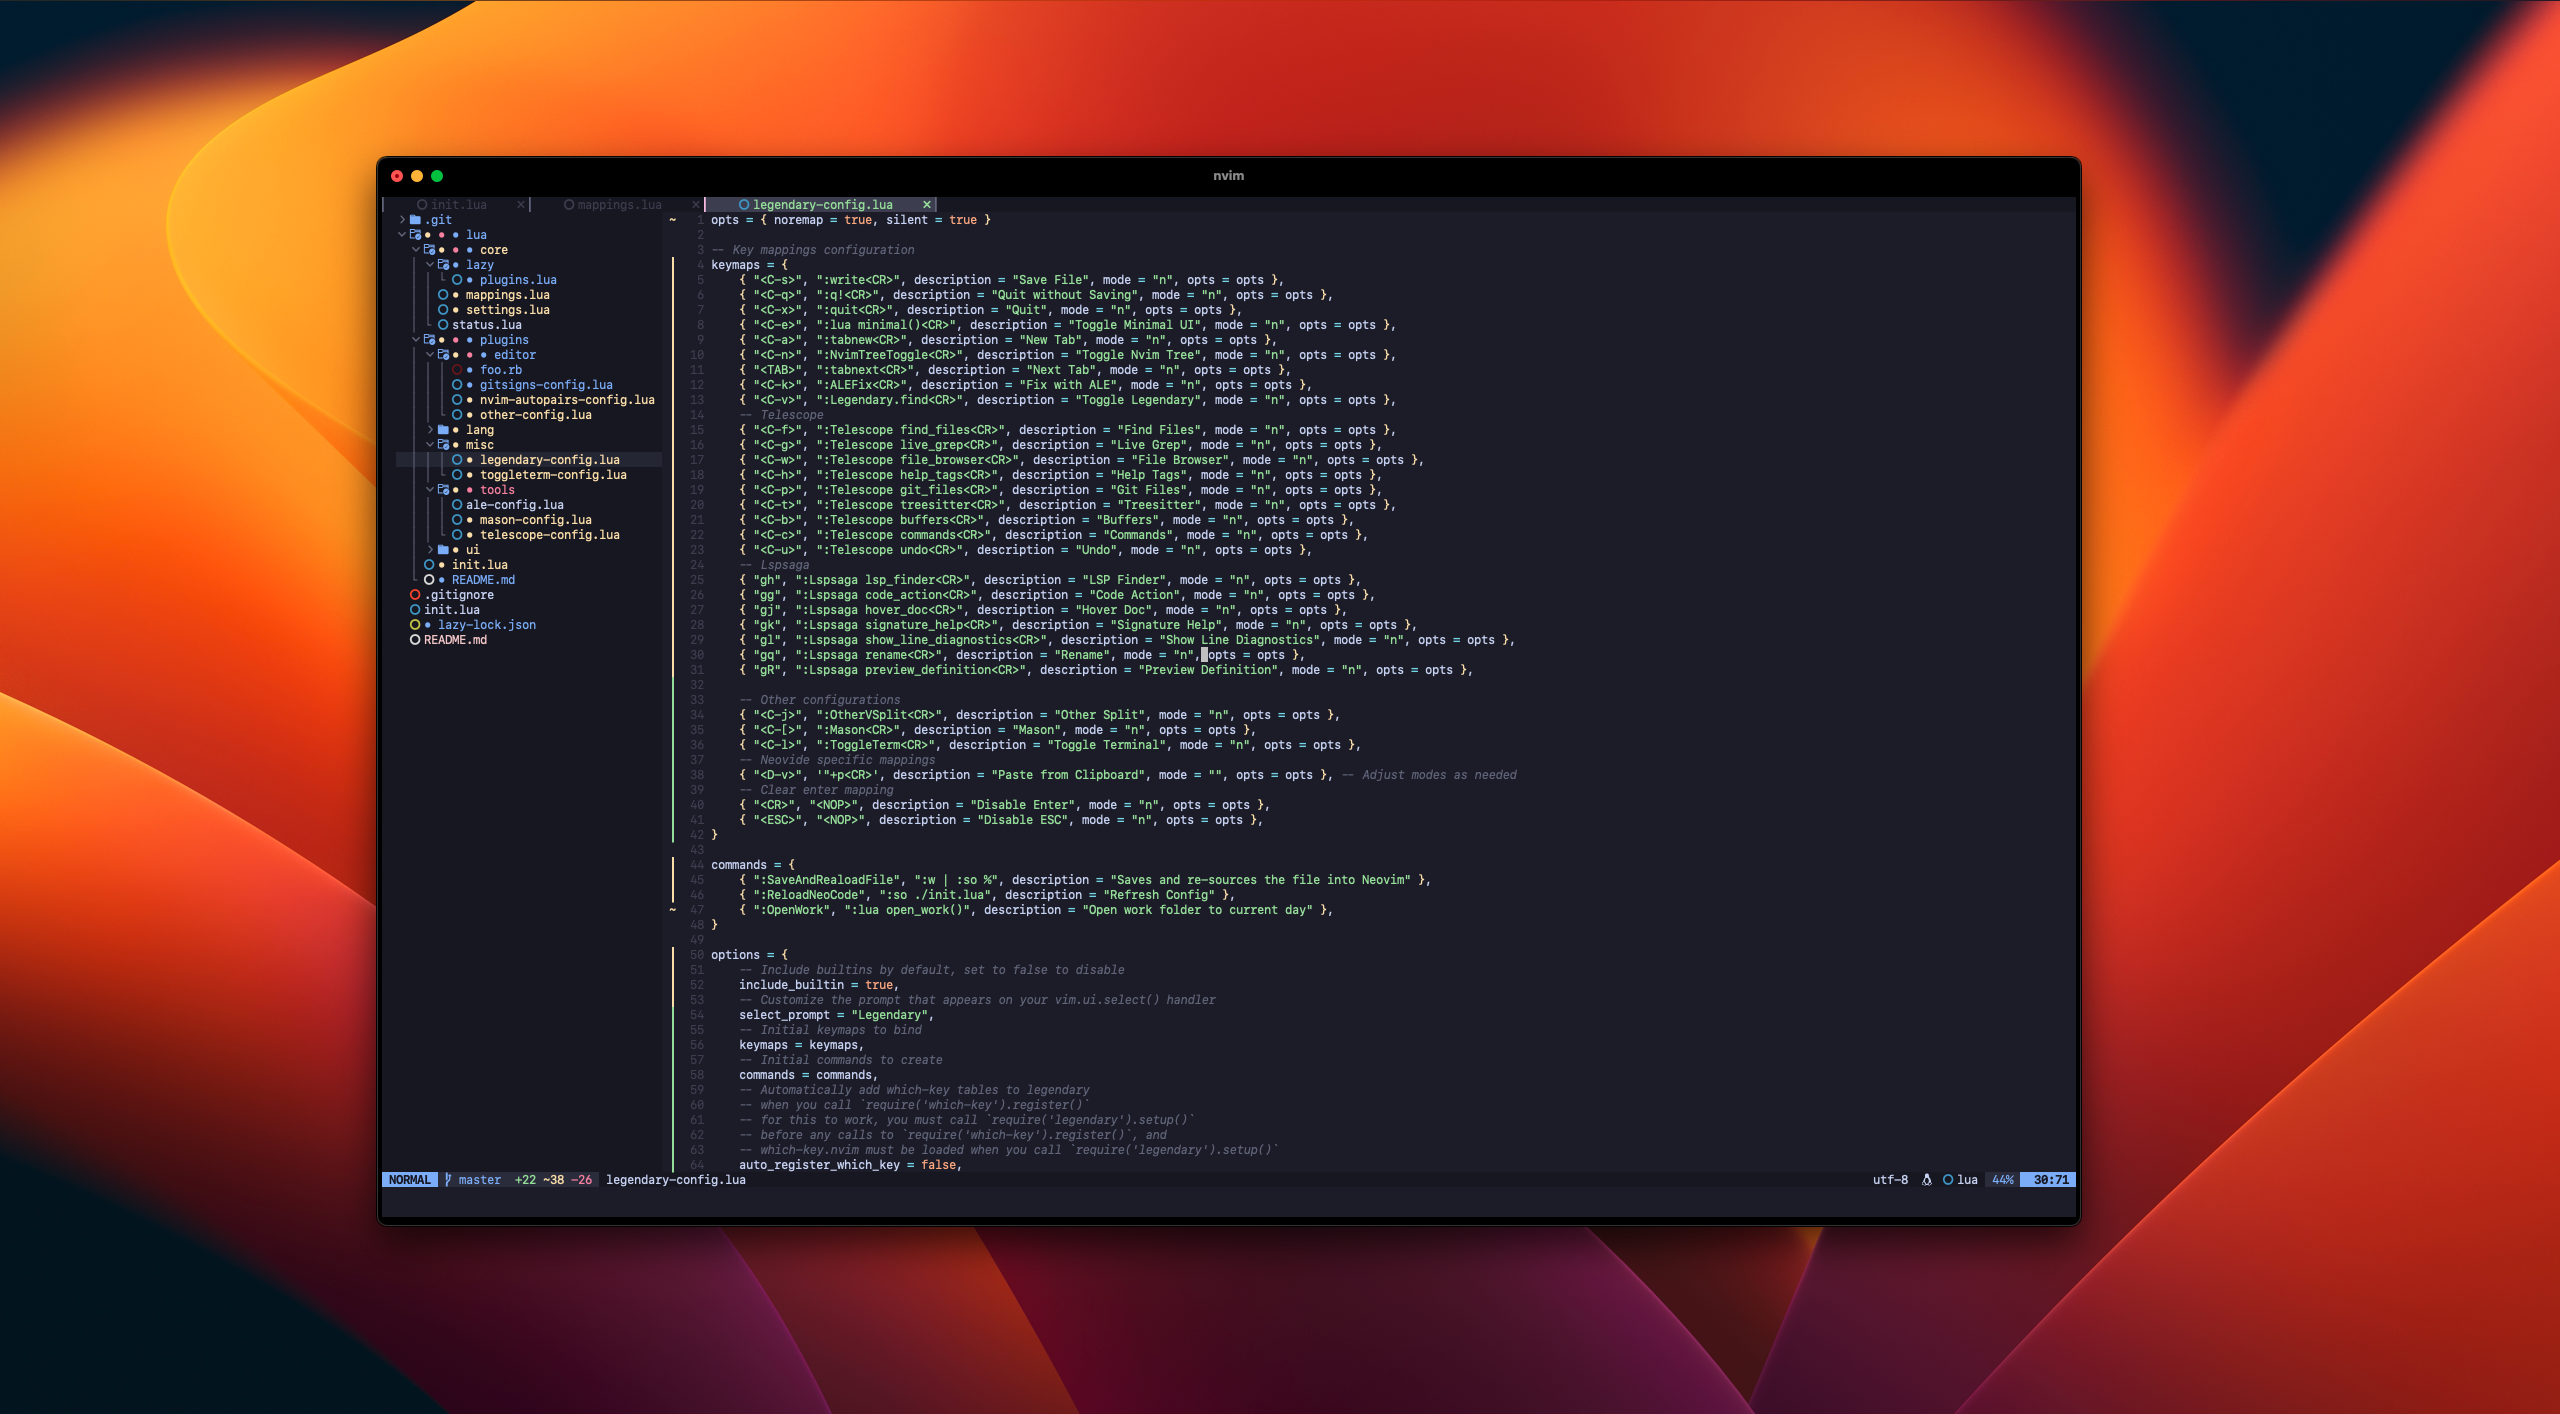 nvim
init.lua × mappings.lua × legendary-config.lua ×
.git
lua
core
lazy
plugins.lua
mappings.lua
settings.lua
status.lua
plugins
editor
foo.rb
gitsigns-config.lua
nvim-autopairs-config.lua
other-config.lua
lang
misc
legendary-config.lua
toggleterm-config.lua
tools
ale-config.lua
mason-config.lua
telescope-config.lua
ui
init.lua
README.md
.gitignore
init.lua
lazy-lock.json
README.md
~ 1 opts = { noremap = true, silent = true }
2
3 -- Key mappings configuration
4 keymaps = {
5 { "<C-s>", ":write<CR>", description = "Save File", mode = "n", opts = opts },
6 { "<C-q>", ":q!<CR>", description = "Quit without Saving", mode = "n", opts = opts },
7 { "<C-x>", ":quit<CR>", description = "Quit", mode = "n", opts = opts },
8 { "<C-e>", ":lua minimal()<CR>", description = "Toggle Minimal UI", mode = "n", opts = opts },
9 { "<C-a>", ":tabnew<CR>", description = "New Tab", mode = "n", opts = opts },
10 { "<C-n>", ":NvimTreeToggle<CR>", description = "Toggle Nvim Tree", mode = "n", opts = opts },
11 { "<TAB>", ":tabnext<CR>", description = "Next Tab", mode = "n", opts = opts },
12 { "<C-k>", ":ALEFix<CR>", description = "Fix with ALE", mode = "n", opts = opts },
13 { "<C-v>", ":Legendary.find<CR>", description = "Toggle Legendary", mode = "n", opts = opts },
14 -- Telescope
15 { "<C-f>", ":Telescope find_files<CR>", description = "Find Files", mode = "n", opts = opts },
16 { "<C-g>", ":Telescope live_grep<CR>", description = "Live Grep", mode = "n", opts = opts },
17 { "<C-w>", ":Telescope file_browser<CR>", description = "File Browser", mode = "n", opts = opts },
18 { "<C-h>", ":Telescope help_tags<CR>", description = "Help Tags", mode = "n", opts = opts },
19 { "<C-p>", ":Telescope git_files<CR>", description = "Git Files", mode = "n", opts = opts },
20 { "<C-t>", ":Telescope treesitter<CR>", description = "Treesitter", mode = "n", opts = opts },
21 { "<C-b>", ":Telescope buffers<CR>", description = "Buffers", mode = "n", opts = opts },
22 { "<C-c>", ":Telescope commands<CR>", description = "Commands", mode = "n", opts = opts },
23 { "<C-u>", ":Telescope undo<CR>", description = "Undo", mode = "n", opts = opts },
24 -- Lspsaga
25 { "gh", ":Lspsaga lsp_finder<CR>", description = "LSP Finder", mode = "n", opts = opts },
26 { "gg", ":Lspsaga code_action<CR>", description = "Code Action", mode = "n", opts = opts },
27 { "gj", ":Lspsaga hover_doc<CR>", description = "Hover Doc", mode = "n", opts = opts },
28 { "gk", ":Lspsaga signature_help<CR>", description = "Signature Help", mode = "n", opts = opts },
29 { "gl", ":Lspsaga show_line_diagnostics<CR>", description = "Show Line Diagnostics", mode = "n", opts = opts },
30 { "gq", ":Lspsaga rename<CR>", description = "Rename", mode = "n", opts = opts },
31 { "gR", ":Lspsaga preview_definition<CR>", description = "Preview Definition", mode = "n", opts = opts },
32
33 -- Other configurations
34 { "<C-j>", ":OtherVSplit<CR>", description = "Other Split", mode = "n", opts = opts },
35 { "<C-[>", ":Mason<CR>", description = "Mason", mode = "n", opts = opts },
36 { "<C-l>", ":ToggleTerm<CR>", description = "Toggle Terminal", mode = "n", opts = opts },
37 -- Neovide specific mappings
38 { "<D-v>", '"+p<CR>', description = "Paste from Clipboard", mode = "", opts = opts }, -- Adjust modes as needed
39 -- Clear enter mapping
40 { "<CR>", "<NOP>", description = "Disable Enter", mode = "n", opts = opts },
41 { "<ESC>", "<NOP>", description = "Disable ESC", mode = "n", opts = opts },
42 }
43
44 commands = {
45 { ":SaveAndRealoadFile", ":w | :so %", description = "Saves and re-sources the file into Neovim" },
46 { ":ReloadNeoCode", ":so ./init.lua", description = "Refresh Config" },
~ 47 { ":OpenWork", ":lua open_work()", description = "Open work folder to current day" },
48 }
49
50 options = {
51 -- Include builtins by default, set to false to disable
52 include_builtin = true,
53 -- Customize the prompt that appears on your vim.ui.select() handler
54 select_prompt = "Legendary",
55 -- Initial keymaps to bind
56 keymaps = keymaps,
57 -- Initial commands to create
58 commands = commands,
59 -- Automatically add which-key tables to legendary
60 -- when you call `require('which-key').register()`
61 -- for this to work, you must call `require('legendary').setup()`
62 -- before any calls to `require('which-key').register()`, and
63 -- which-key.nvim must be loaded when you call `require('legendary').setup()`
64 auto_register_which_key = false,
NORMAL master +22 ~38 -26 legendary-config.lua utf-8 lua 44% 30:71